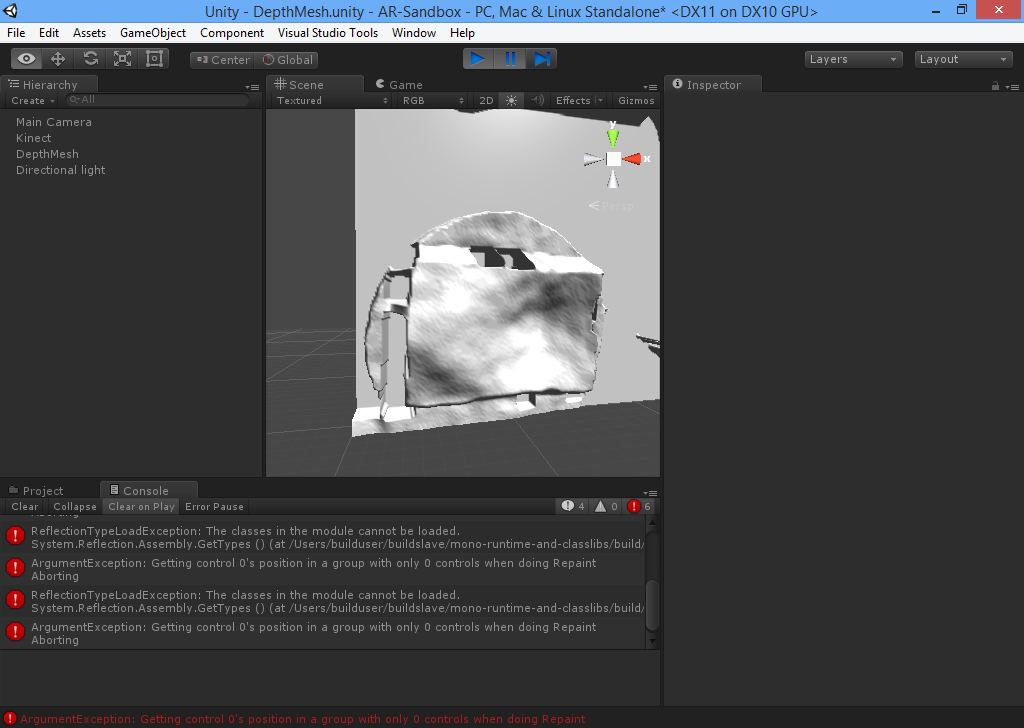 Unity - DepthMesh.unity - AR-Sandbox - PC, Mac & Linux Standalone* <DX11 on DX10 GPU>
File Edit Assets GameObject Component Visual Studio Tools Window Help
Center Global Layers Layout
Hierarchy Scene Game Inspector
Create All Textured RGB 2D Effects Gizmos
Main Camera
Kinect
DepthMesh
Directional light
y
x
Persp
Project Console
Clear Collapse Clear on Play Error Pause 4 0 6
Aborting
ReflectionTypeLoadException: The classes in the module cannot be loaded.
System.Reflection.Assembly.GetTypes () (at /Users/builduser/buildslave/mono-runtime-and-classlibs/build/
ArgumentException: Getting control 0's position in a group with only 0 controls when doing Repaint
Aborting
ReflectionTypeLoadException: The classes in the module cannot be loaded.
System.Reflection.Assembly.GetTypes () (at /Users/builduser/buildslave/mono-runtime-and-classlibs/build/
ArgumentException: Getting control 0's position in a group with only 0 controls when doing Repaint
Aborting
ArgumentException: Getting control 0's position in a group with only 0 controls when doing Repaint